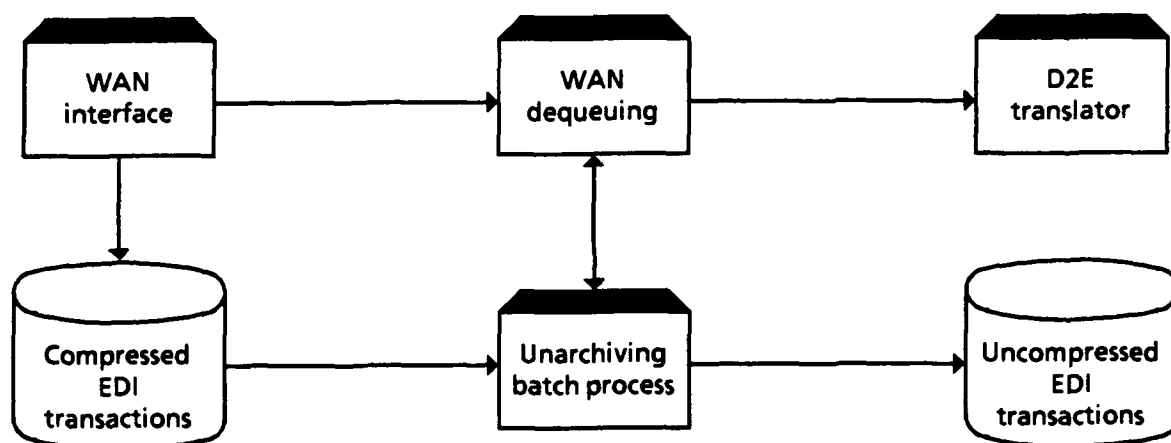 WAN
interface
WAN
dequeuing
D2E
translator
Compressed
EDI
transactions
Unarchiving
batch process
Uncompressed
EDI
transactions